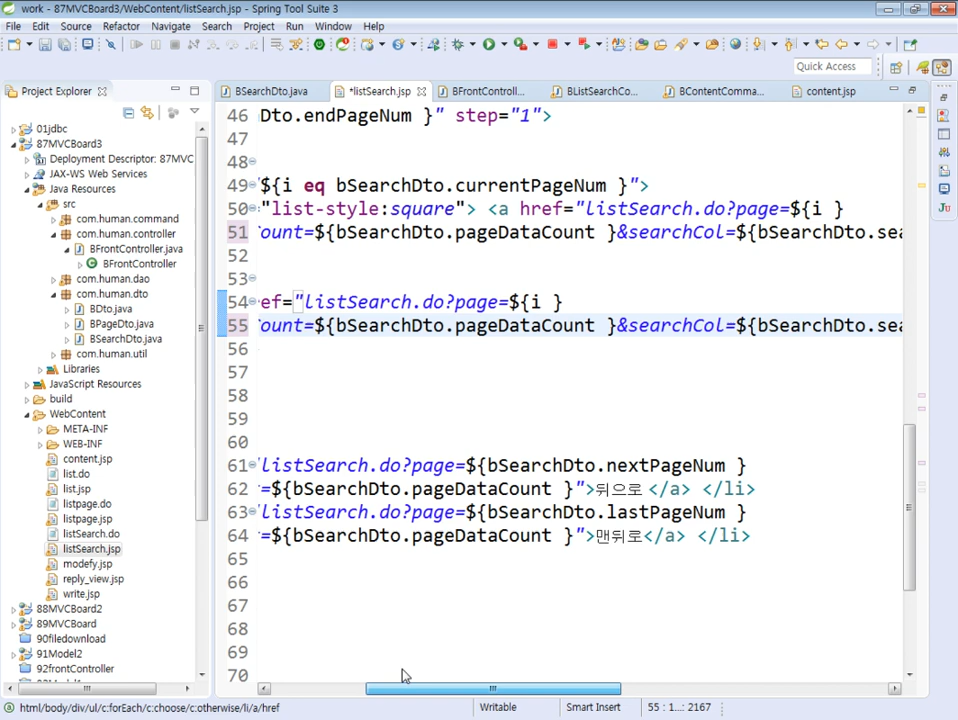 work - 87MVCBoard3/WebContent/listSearch.jsp - Spring Tool Suite 3
File Edit Source Refactor Navigate Search Project Run Window Help
Quick Access
Project Explorer
BSearchDto.java *listSearch.jsp BFrontControll... BListSearchCo... BContentComma... content.jsp
01jdbc
87MVCBoard3
Deployment Descriptor: 87MVC
JAX-WS Web Services
Java Resources
src
com.human.command
com.human.controller
BFrontController.java
BFrontController
com.human.dao
com.human.dto
BDto.java
BPageDto.java
BSearchDto.java
com.human.util
Libraries
JavaScript Resources
build
WebContent
META-INF
WEB-INF
content.jsp
list.do
list.jsp
listpage.do
listpage.jsp
listSearch.do
listSearch.jsp
modefy.jsp
reply_view.jsp
write.jsp
88MVCBoard2
89MVCBoard
90filedownload
91Model2
92frontController
46 Dto.endPageNum }" step="1">
47
48
49 ${i eq bSearchDto.currentPageNum }">
50 "list-style:square"> <a href="listSearch.do?page=${i }
51 ount=${bSearchDto.pageDataCount }&searchCol=${bSearchDto.sea
52
53
54 ef="listSearch.do?page=${i }
55 ount=${bSearchDto.pageDataCount }&searchCol=${bSearchDto.sea
56
57
58
59
60
61 listSearch.do?page=${bSearchDto.nextPageNum }
62 =${bSearchDto.pageDataCount }">뒤으로 </a> </li>
63 listSearch.do?page=${bSearchDto.lastPageNum }
64 =${bSearchDto.pageDataCount }">맨뒤로</a> </li>
65
66
67
68
69
70
html/body/div/ul/c:forEach/c:choose/c:otherwise/li/a/href Writable Smart Insert 55 : 1...: 2167